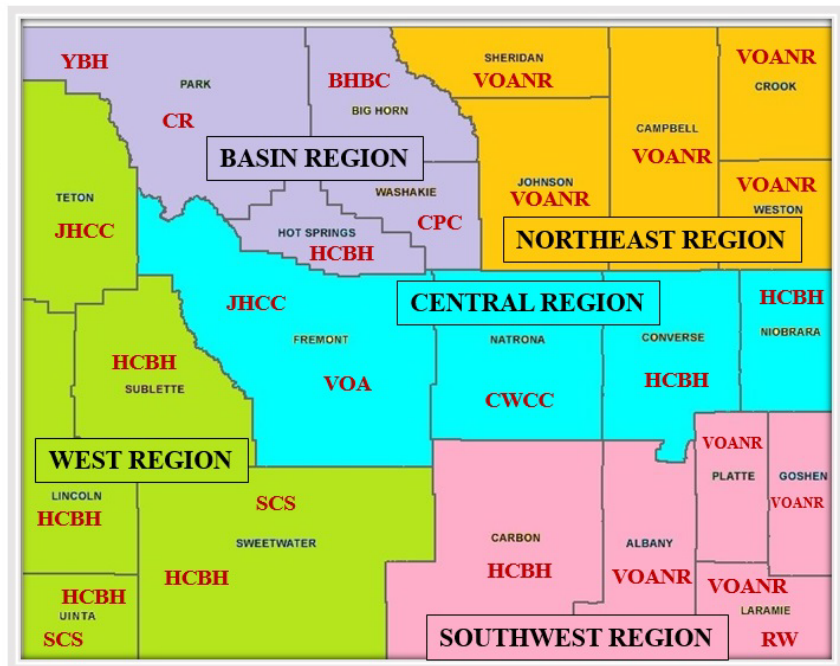 YBH
PARK
CR
BHBC
BIG HORN
SHERIDAN
VOANR
CAMPBELL
VOANR
VOANR
CROOK
BASIN REGION
WASHAKIE
CPC
JOHNSON
VOANR
VOANR
WESTON
TETON
JHCC
HOT SPRINGS
HCBH
NORTHEAST REGION
JHCC
FREMONT
VOA
CENTRAL REGION
NATRONA
CWCC
CONVERSE
HCBH
HCBH
NIOBRARA
HCBH
SUBLETTE
WEST REGION
LINCOLN
HCBH
SCS
SWEETWATER
HCBH
HCBH
UINTA
SCS
CARBON
HCBH
ALBANY
VOANR
VOANR
PLATTE
GOSHEN
VOANR
VOANR
LARAMIE
RW
SOUTHWEST REGION